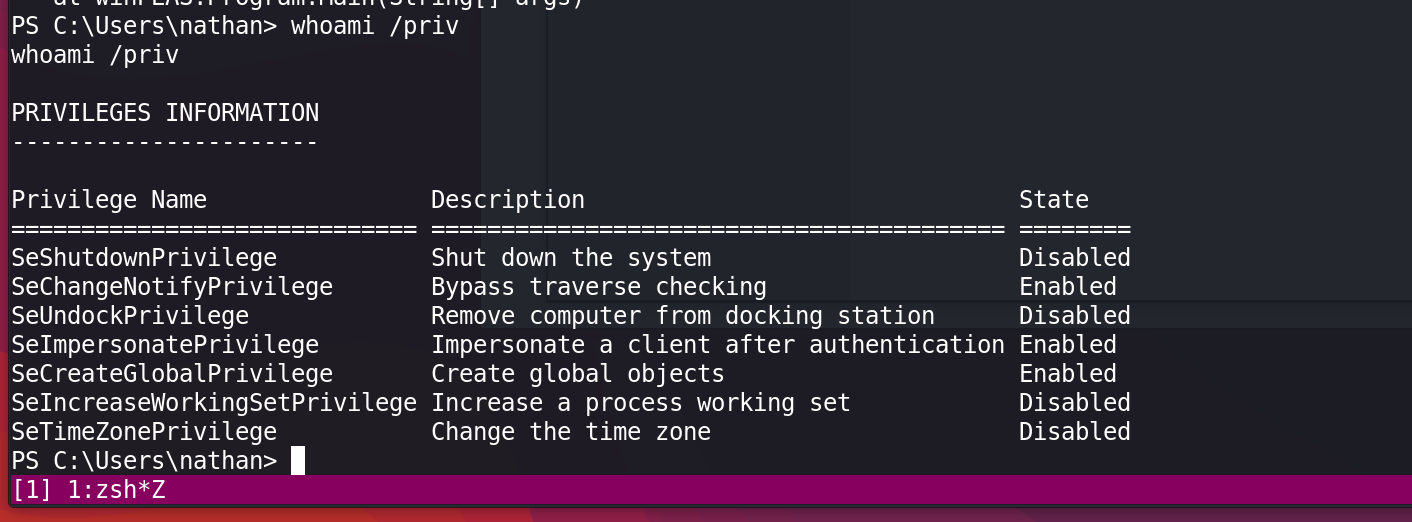 at winPEAS.Program.Main(String[] args)
PS C:\Users\nathan> whoami /priv
whoami /priv

PRIVILEGES INFORMATION
----------------------

Privilege Name                Description                               State
============================= ========================================= ========
SeShutdownPrivilege           Shut down the system                      Disabled
SeChangeNotifyPrivilege       Bypass traverse checking                  Enabled
SeUndockPrivilege             Remove computer from docking station      Disabled
SeImpersonatePrivilege        Impersonate a client after authentication Enabled
SeCreateGlobalPrivilege       Create global objects                     Enabled
SeIncreaseWorkingSetPrivilege Increase a process working set            Disabled
SeTimeZonePrivilege           Change the time zone                      Disabled
PS C:\Users\nathan>
[1] 1:zsh*Z